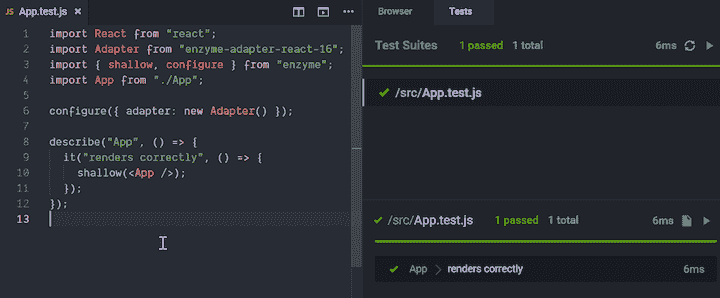 JS App.test.js
1 import React from "react";
2 import Adapter from "enzyme-adapter-react-16";
3 import { shallow, configure } from "enzyme";
4 import App from "./App";
5
6 configure({ adapter: new Adapter() });
7
8 describe("App", () => {
9 it("renders correctly", () => {
10 shallow(<App />);
11 });
12 });
13
Browser Tests
Test Suites 1 passed 1 total 6ms
/src/App.test.js
/src/App.test.js 1 passed 1 total 6ms
App renders correctly 6ms